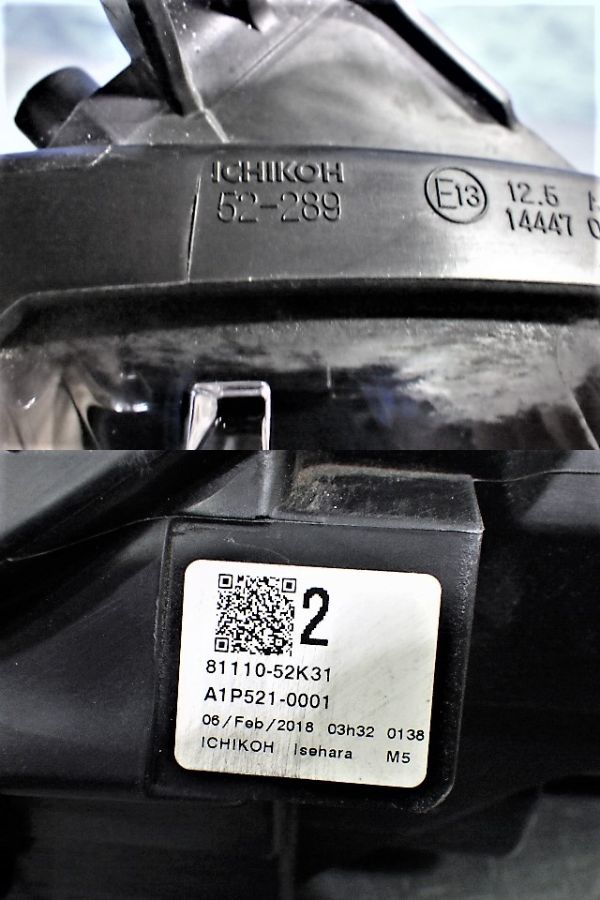 ICHIKOH
52-289
E13
12.5
14447 0
2
81110-52K31
A1P521-0001
06/Feb/2018 03h32 0138
ICHIKOH Isehara M5